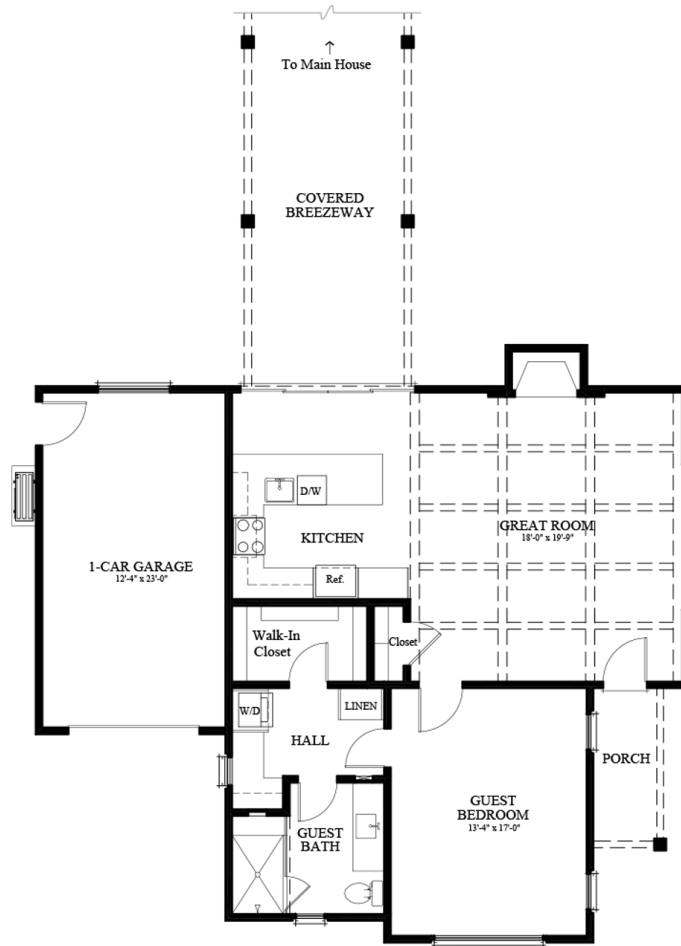 ↑
To Main House
COVERED
BREEZEWAY
D/W
KITCHEN
GREAT ROOM
18'-0" x 19'-9"
1-CAR GARAGE
12'-4" x 23'-0"
Ref.
Walk-In
Closet
Closet
W/D
LINEN
HALL
PORCH
GUEST
BEDROOM
13'-4" x 17'-0"
GUEST
BATH